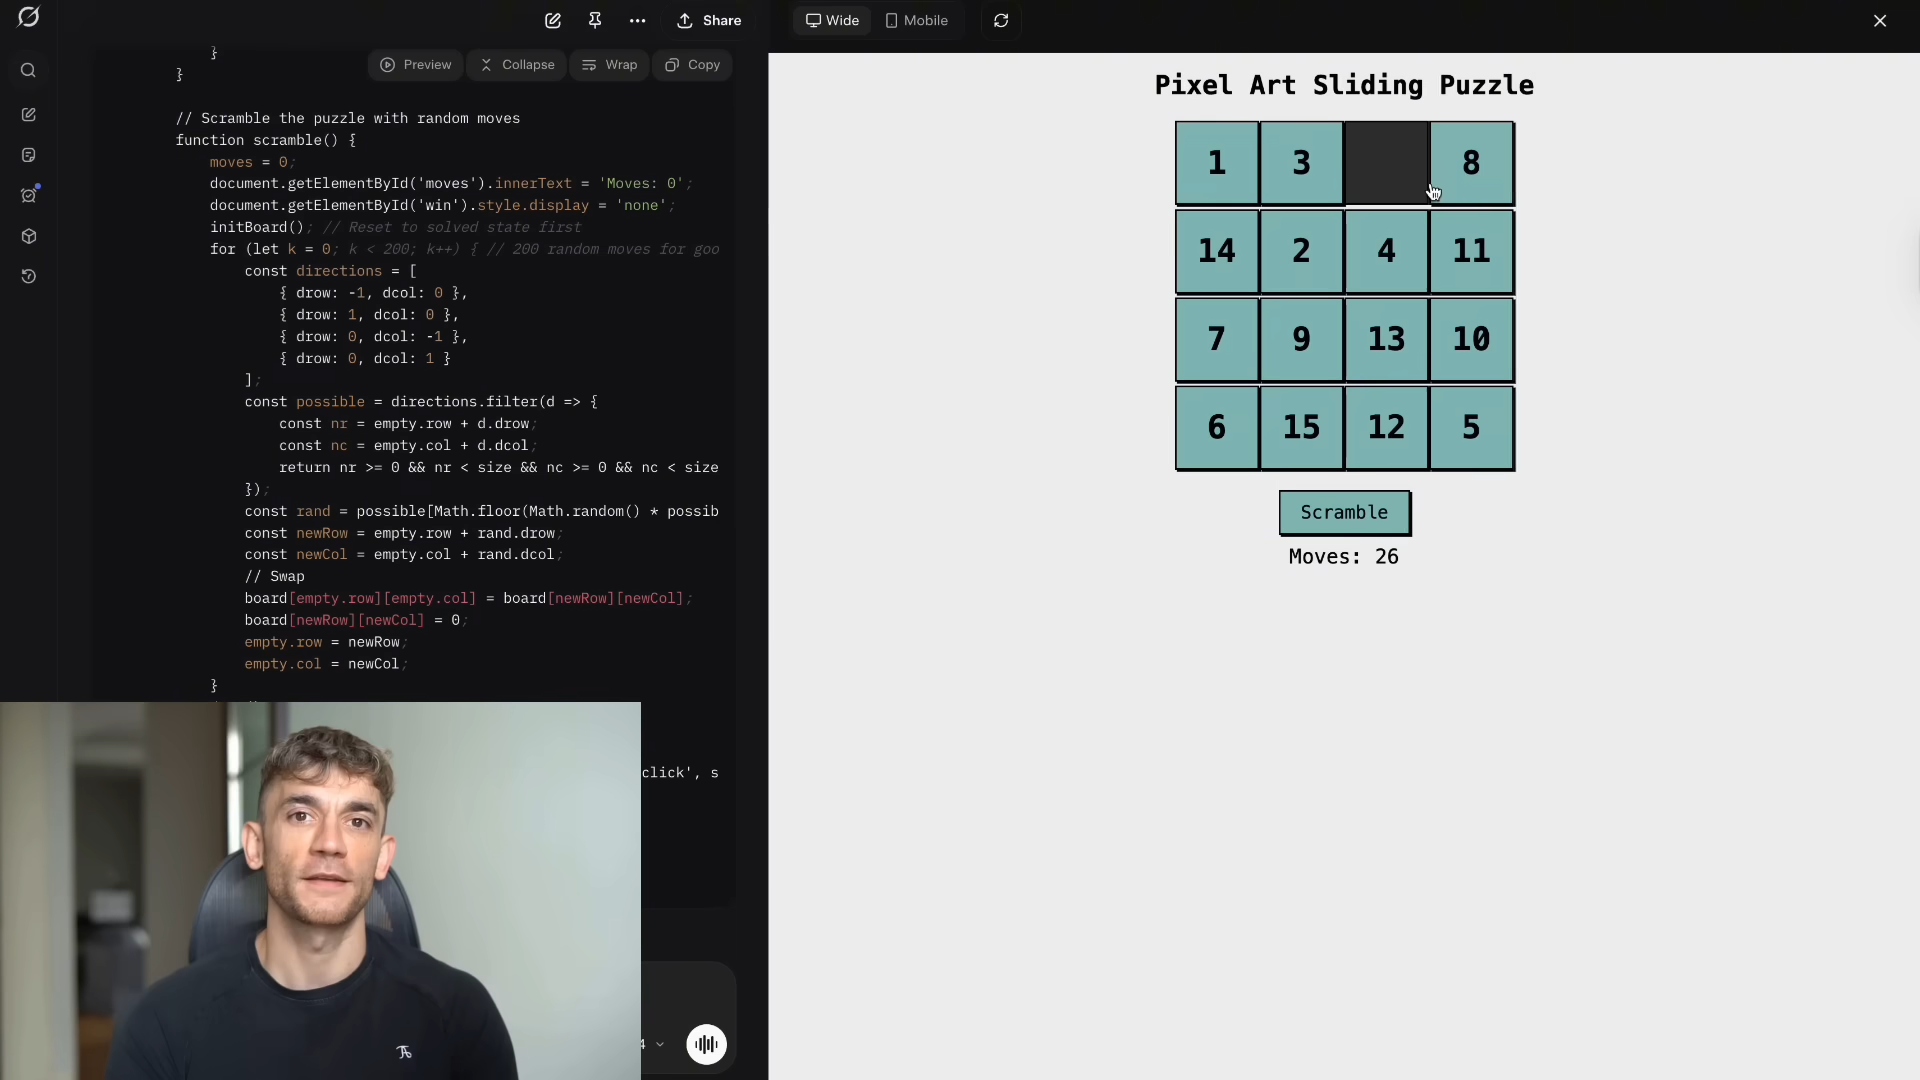 Share
Wide
Mobile
Preview
Collapse
Wrap
Copy
}
}
// Scramble the puzzle with random moves
function scramble() {
moves = 0;
document.getElementById('moves').innerText = 'Moves: 0';
document.getElementById('win').style.display = 'none';
initBoard(); // Reset to solved state first
for (let k = 0; k < 200; k++) { // 200 random moves for goo
const directions = [
{ drow: -1, dcol: 0 },
{ drow: 1, dcol: 0 },
{ drow: 0, dcol: -1 },
{ drow: 0, dcol: 1 }
];
const possible = directions.filter(d => {
const nr = empty.row + d.drow;
const nc = empty.col + d.dcol;
return nr >= 0 && nr < size && nc >= 0 && nc < size
});
const rand = possible[Math.floor(Math.random() * possib
const newRow = empty.row + rand.drow;
const newCol = empty.col + rand.dcol;
// Swap
board[empty.row][empty.col] = board[newRow][newCol];
board[newRow][newCol] = 0;
empty.row = newRow;
empty.col = newCol;
}
click', s
Pixel Art Sliding Puzzle
1 3 8
14 2 4 11
7 9 13 10
6 15 12 5
Scramble
Moves: 26